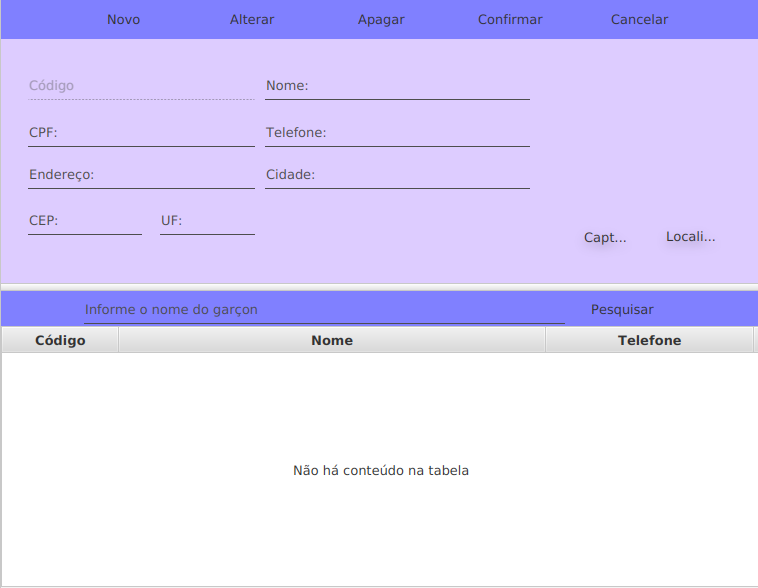 Novo Alterar Apagar Confirmar Cancelar
Código Nome:
CPF: Telefone:
Endereço: Cidade:
CEP: UF:
Capt... Locali...
Informe o nome do garçon Pesquisar
Código Nome Telefone
Não há conteúdo na tabela